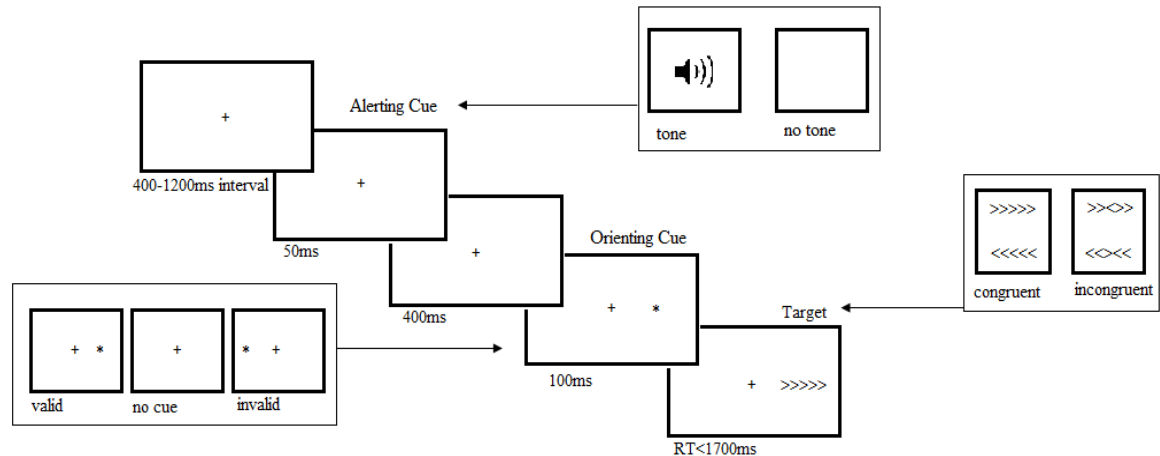 +
400-1200ms interval
Alerting Cue
+
50ms
+
400ms
Orienting Cue
+ *
100ms
Target
+ >>>>>
RT<1700ms
tone
no tone
>>>>>
<<<<<
congruent
>><>>
<<><<
incongruent
+ *
valid
+
no cue
* +
invalid